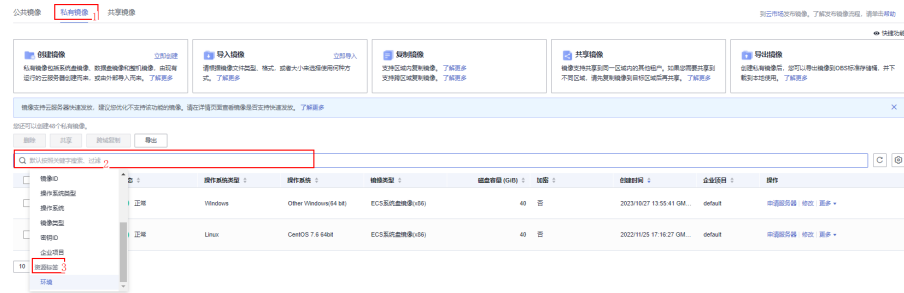 公共镜像 私有镜像 1 共享镜像
到云市场发布镜像。了解发布镜像流程，请单击帮助
快捷功能
创建镜像 立即创建
私有镜像包括系统盘镜像、数据盘镜像和整机镜像，由现有
运行的云服务器创建而来，或由外部导入而来。 了解更多
导入镜像 立即导入
请根据镜像文件类型、格式、或者大小来选择使用何种方
式。 了解更多
复制镜像
支持区域内复制镜像。 了解更多
支持跨区域复制镜像。 了解更多
共享镜像
镜像支持共享到同一区域内的其他租户。如果您需要共享到
不同区域，请先复制镜像到目标区域后再共享。 了解更多
导出镜像
创建私有镜像后，您可以导出镜像到OBS标准存储桶，并下
载到本地使用。 了解更多
镜像支持云服务器快速发放，建议您优化不支持该功能的镜像。请在详情页面查看镜像是否支持快速发放。 了解更多
您还可以创建40个私有镜像。
删除 共享 跨域复制 导出
默认按照关键字搜索、过滤 2
操作系统类型 操作系统 镜像类型 磁盘容量 (GiB) 加密 创建时间 企业项目 操作
正常 Windows Other Windows(64 bit) ECS系统盘镜像(x86) 40 否 2023/10/27 13:55:41 GM... default 申请服务器 修改 更多
正常 Linux CentOS 7.6 64bit ECS系统盘镜像(x86) 40 否 2022/11/25 17:16:27 GM... default 申请服务器 修改 更多
镜像ID
操作系统类型
操作系统
镜像类型
密钥ID
企业项目
10 资源标签 3
环境